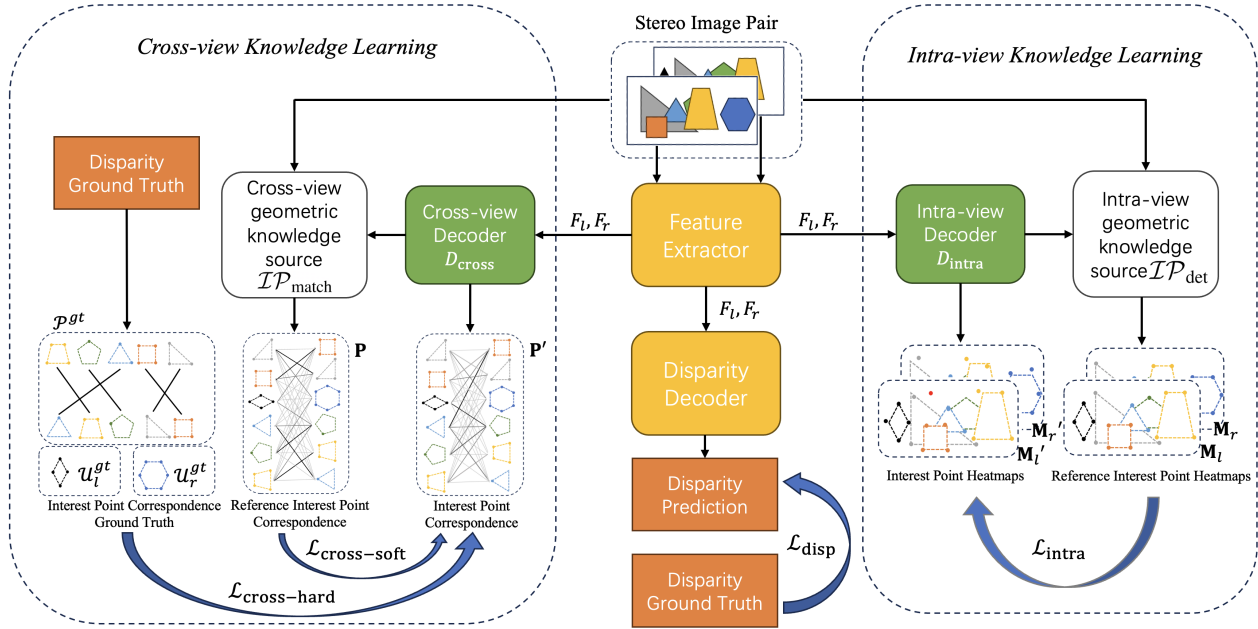 Stereo Image Pair
Cross-view Knowledge Learning
Disparity
Ground Truth
Cross-view
geometric
knowledge
source
𝓘𝓟match
Cross-view
Decoder
Dcross
Fl, Fr
Feature
Extractor
Fl, Fr
Fl, Fr
Disparity
Decoder
Disparity
Prediction
Disparity
Ground Truth
ℒdisp
𝒫gt
𝒰lgt
𝒰rgt
Interest Point Correspondence
Ground Truth
P
Reference Interest Point
Correspondence
P′
Interest Point
Correspondence
ℒcross−soft
ℒcross−hard
Intra-view Knowledge Learning
Intra-view
Decoder
Dintra
Intra-view
geometric
knowledge
source𝓘𝓟det
Mr′
Ml′
Interest Point Heatmaps
Mr
Ml
Reference Interest Point Heatmaps
ℒintra